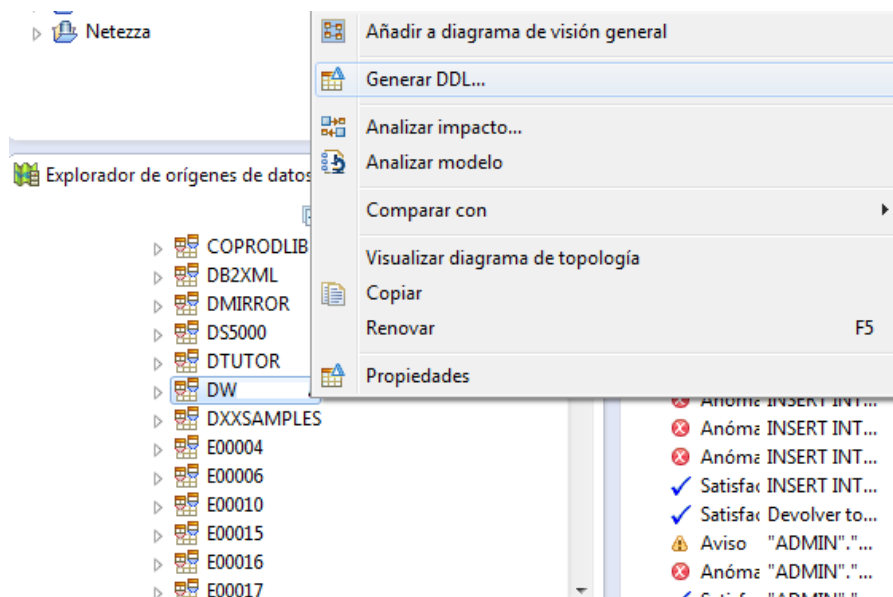 Netezza
Añadir a diagrama de visión general
Generar DDL...
Analizar impacto...
Analizar modelo
Comparar con
Visualizar diagrama de topología
Copiar
Renovar F5
Propiedades
Explorador de orígenes de datos
COPRODLIB
DB2XML
DMIRROR
DS5000
DTUTOR
DW
DXXSAMPLES
E00004
E00006
E00010
E00015
E00016
E00017
Anóma INSERT INT...
Anóma INSERT INT...
Anóma INSERT INT...
Satisfac INSERT INT...
Satisfac Devolver to...
Aviso "ADMIN"."...
Anóma "ADMIN"."...
"ADMIN"."